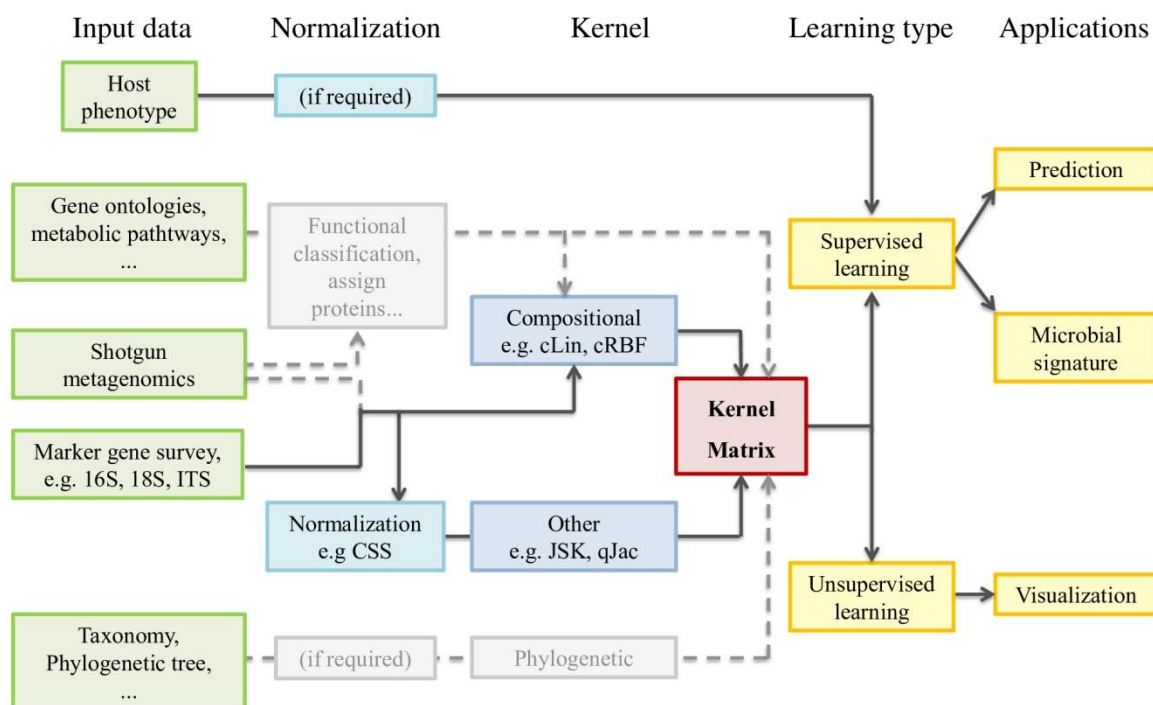 Input data
Normalization
Kernel
Learning type
Applications
Host
phenotype
(if required)
Gene ontologies,
metabolic pathtways,
...
Functional
classification,
assign
proteins...
Prediction
Supervised
learning
Compositional
e.g. cLin, cRBF
Shotgun
metagenomics
Microbial
signature
Kernel
Matrix
Marker gene survey,
e.g. 16S, 18S, ITS
Normalization
e.g CSS
Other
e.g. JSK, qJac
Unsupervised
learning
Visualization
Taxonomy,
Phylogenetic tree,
...
(if required)
Phylogenetic